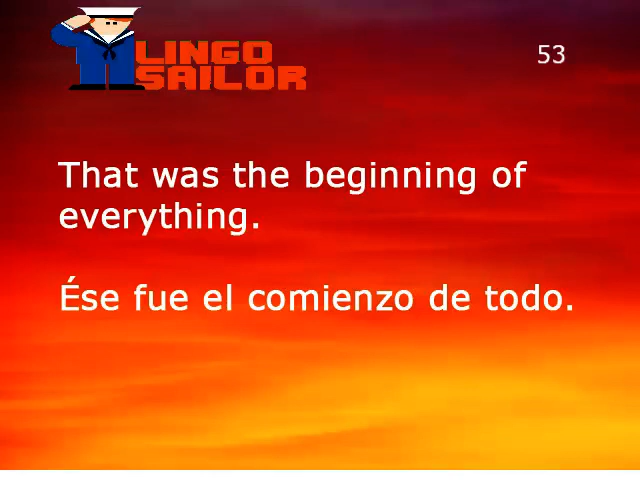 LINGO
SAILOR
53
That was the beginning of
everything.
Ése fue el comienzo de todo.